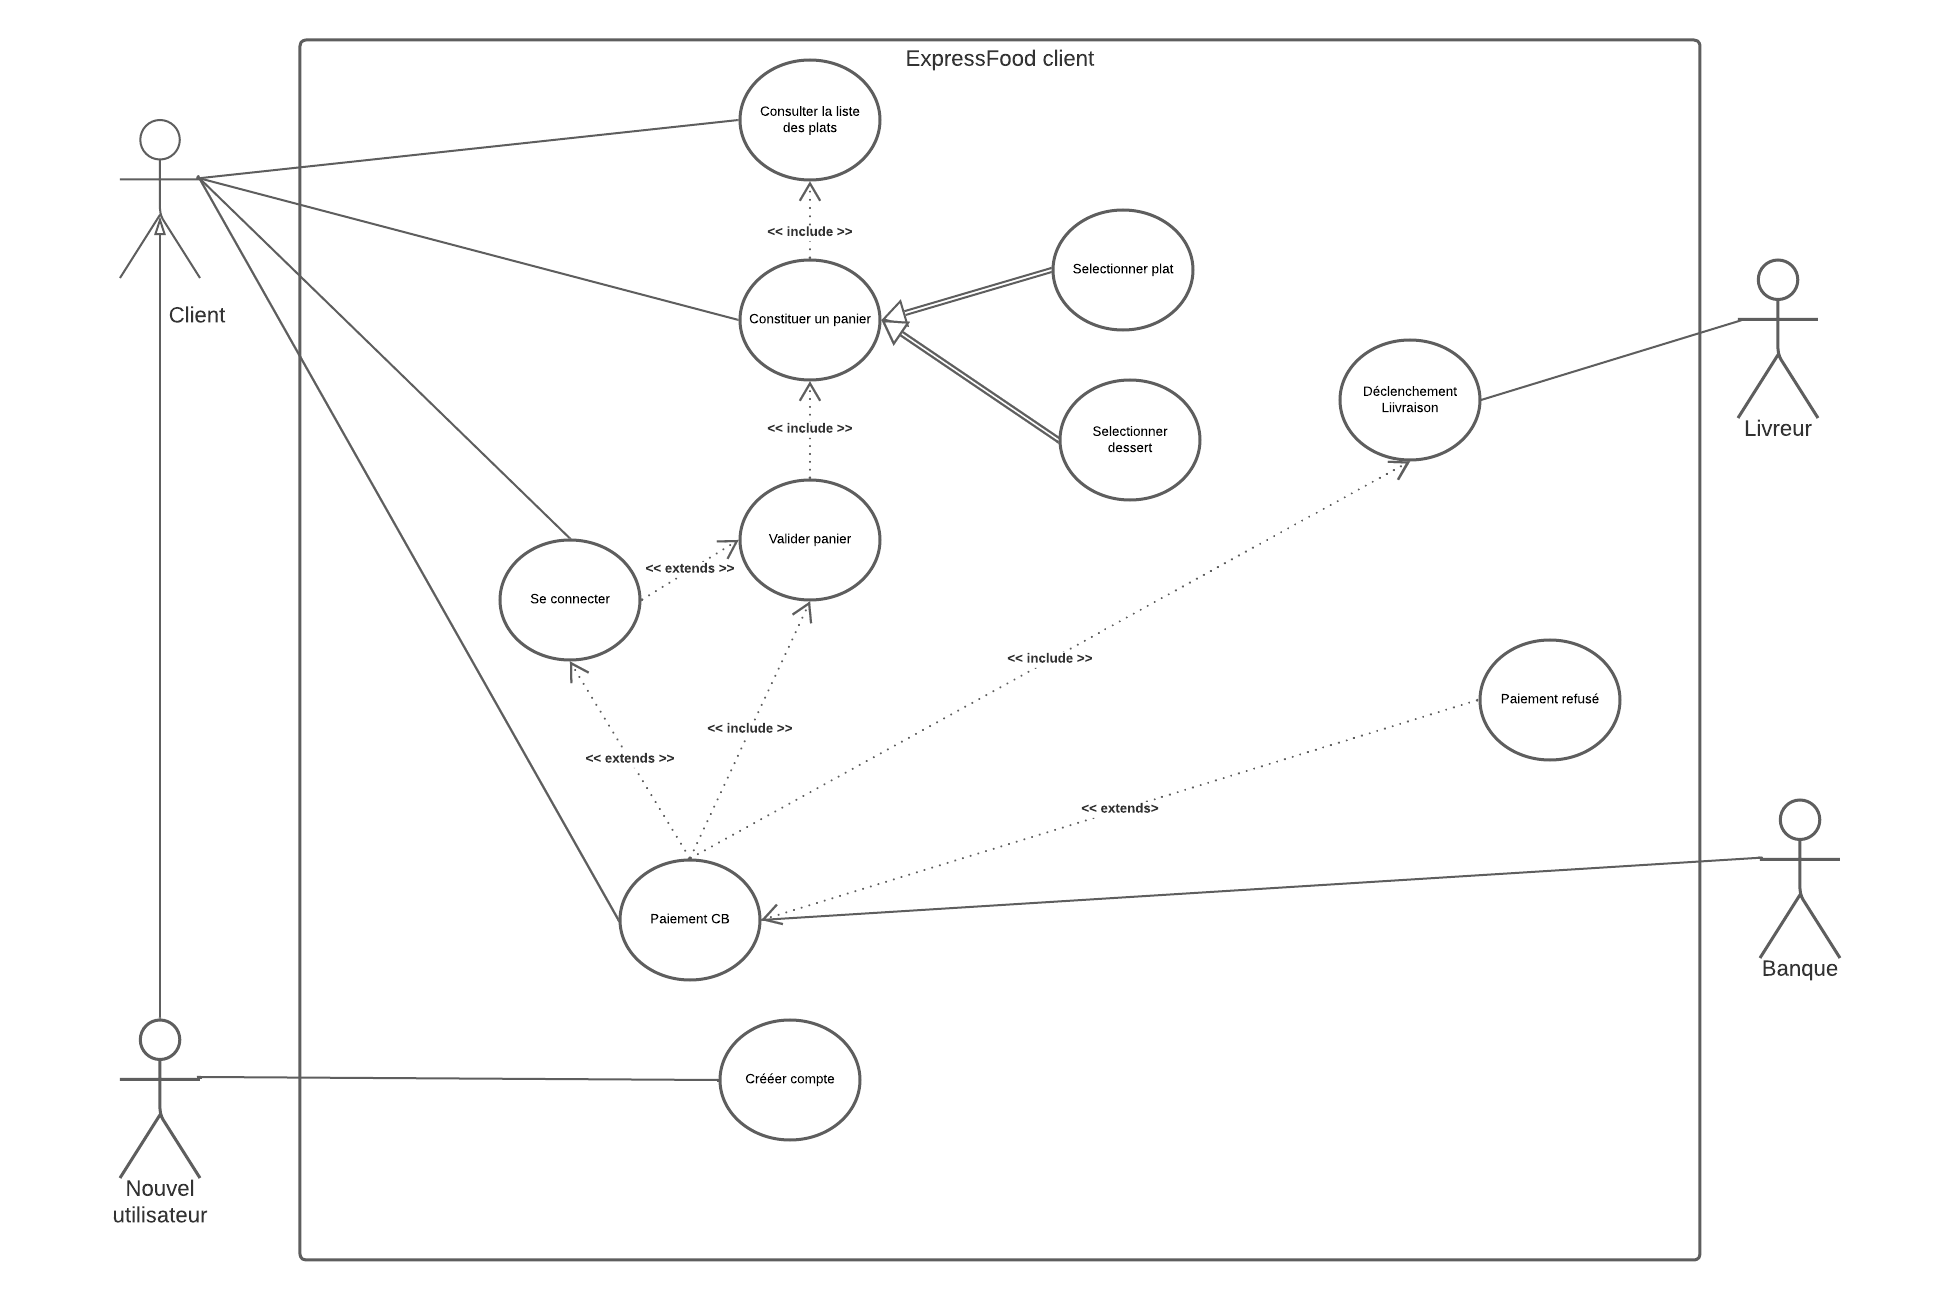 ExpressFood client
Consulter la liste
des plats
<< include >>
Selectionner plat
Client
Constituer un panier
Déclenchement
Liivraison
Livreur
<< include >>
Selectionner
dessert
Valider panier
<< extends >>
Se connecter
<< include >>
Paiement refusé
<< include >>
<< extends >>
<< extends>
Paiement CB
Banque
Crééer compte
Nouvel
utilisateur